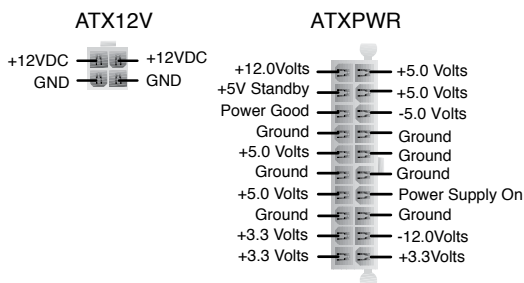 ATX12V
+12VDC +12VDC
GND GND
ATXPWR
+12.0Volts +5.0 Volts
+5V Standby +5.0 Volts
Power Good -5.0 Volts
Ground Ground
+5.0 Volts Ground
Ground Ground
+5.0 Volts Power Supply On
Ground Ground
+3.3 Volts -12.0Volts
+3.3 Volts +3.3Volts